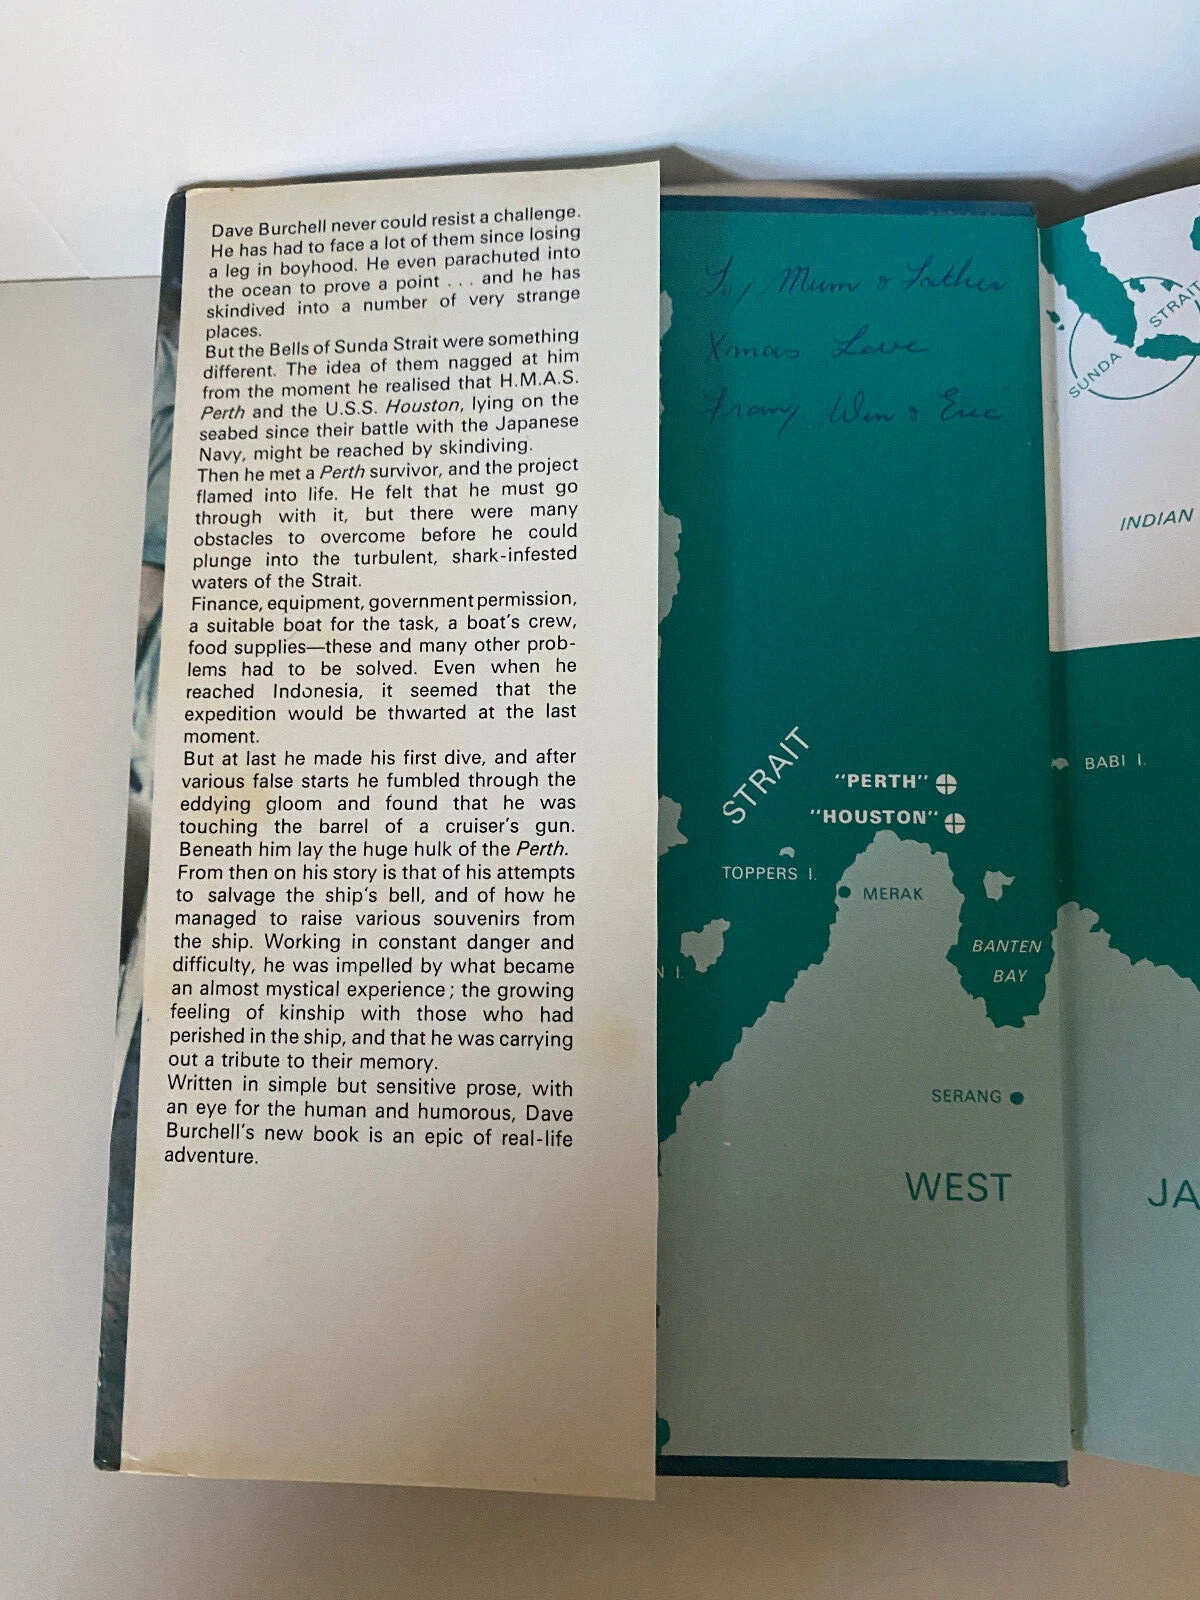 Dave Burchell never could resist a challenge.
He has had to face a lot of them since losing
a leg in boyhood. He even parachuted into
the ocean to prove a point . . . and he has
skindived into a number of very strange
places.
But the Bells of Sunda Strait were something
different. The idea of them nagged at him
from the moment he realised that H.M.A.S.
Perth and the U.S.S. Houston, lying on the
seabed since their battle with the Japanese
Navy, might be reached by skindiving.
Then he met a Perth survivor, and the project
flamed into life. He felt that he must go
through with it, but there were many
obstacles to overcome before he could
plunge into the turbulent, shark-infested
waters of the Strait.
Finance, equipment, government permission,
a suitable boat for the task, a boat's crew,
food supplies—these and many other prob-
lems had to be solved. Even when he
reached Indonesia, it seemed that the
expedition would be thwarted at the last
moment.
But at last he made his first dive, and after
various false starts he fumbled through the
eddying gloom and found that he was
touching the barrel of a cruiser's gun.
Beneath him lay the huge hulk of the Perth.
From then on his story is that of his attempts
to salvage the ship's bell, and of how he
managed to raise various souvenirs from
the ship. Working in constant danger and
difficulty, he was impelled by what became
an almost mystical experience; the growing
feeling of kinship with those who had
perished in the ship, and that he was carrying
out a tribute to their memory.
Written in simple but sensitive prose, with
an eye for the human and humorous, Dave
Burchell's new book is an epic of real-life
adventure.
To, Mum & Father
Xmas Love
From, Win & Eric
SUNDA STRAIT
INDIAN
STRAIT
"PERTH"
"HOUSTON"
BABI I.
TOPPERS I.
MERAK
BANTEN
BAY
N I.
SERANG
WEST
JA